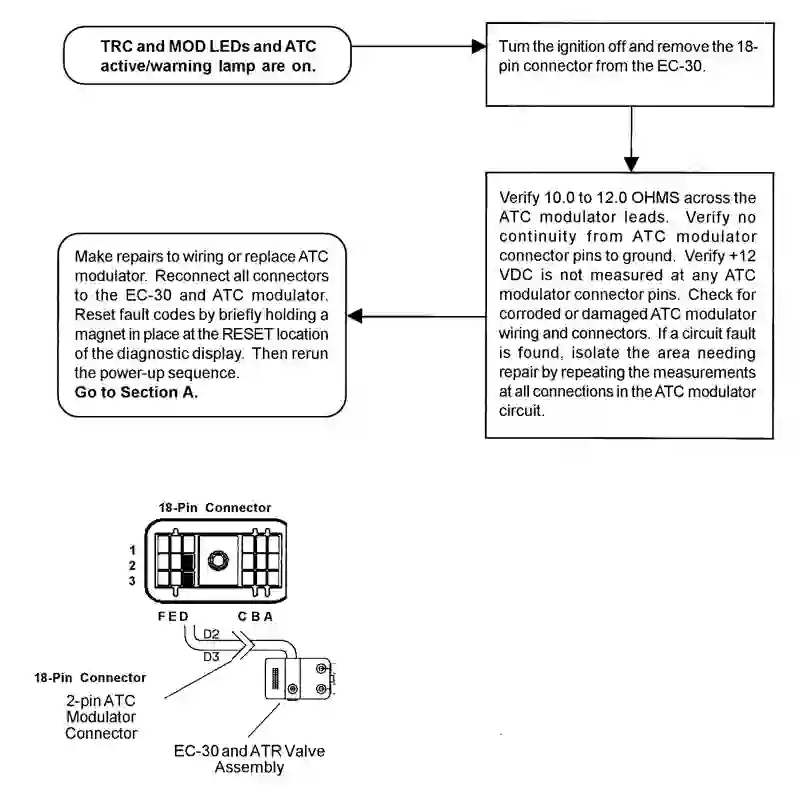 TRC and MOD LEDs and ATC
active/warning lamp are on.
Turn the ignition off and remove the 18-
pin connector from the EC-30.
Verify 10.0 to 12.0 OHMS across the
ATC modulator leads. Verify no
continuity from ATC modulator
connector pins to ground. Verify +12
VDC is not measured at any ATC
modulator connector pins. Check for
corroded or damaged ATC modulator
wiring and connectors. If a circuit fault
is found, isolate the area needing
repair by repeating the measurements
at all connections in the ATC modulator
circuit.
Make repairs to wiring or replace ATC
modulator. Reconnect all connectors
to the EC-30 and ATC modulator.
Reset fault codes by briefly holding a
magnet in place at the RESET location
of the diagnostic display. Then rerun
the power-up sequence.
Go to Section A.
18-Pin Connector
1
2
3
F E D C B A
D2
D3
18-Pin Connector
2-pin ATC
Modulator
Connector
EC-30 and ATR Valve
Assembly